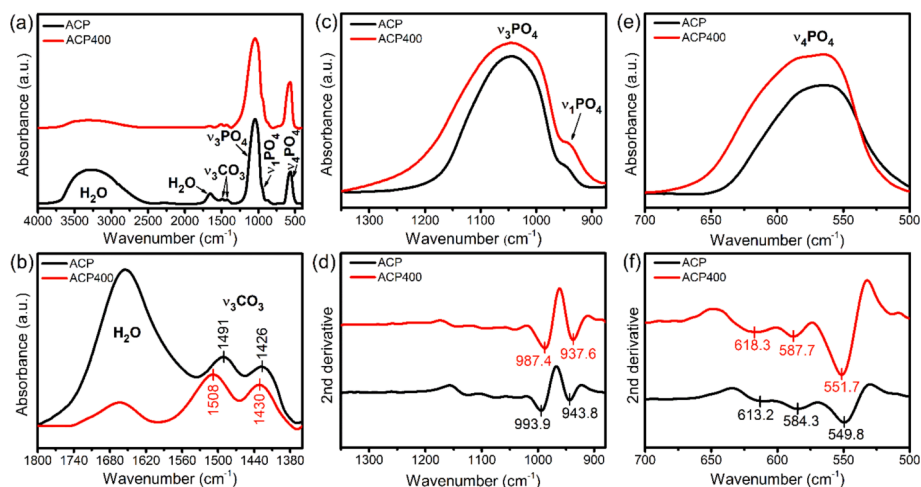 (a)
ACP
ACP400
Absorbance (a.u.)
H₂O
H₂O
ν₃CO₃
ν₃PO₄
ν₁PO₄
ν₄PO₄
4000 3500 3000 2500 2000 1500 1000 500
Wavenumber (cm⁻¹)
(c)
ACP
ACP400
Absorbance (a.u.)
ν₃PO₄
ν₁PO₄
1300 1200 1100 1000 900
Wavenumber (cm⁻¹)
(e)
ACP
ACP400
Absorbance (a.u.)
ν₄PO₄
700 650 600 550 500
Wavenumber (cm⁻¹)
(b)
ACP
ACP400
Absorbance (a.u.)
H₂O
ν₃CO₃
1491
1426
1508
1430
1800 1740 1680 1620 1560 1500 1440 1380
Wavenumber (cm⁻¹)
(d)
ACP
ACP400
2nd derivative
987.4
937.6
993.9
943.8
1300 1200 1100 1000 900
Wavenumber (cm⁻¹)
(f)
ACP
ACP400
2nd derivative
618.3
587.7
551.7
613.2
584.3
549.8
700 650 600 550 500
Wavenumber (cm⁻¹)